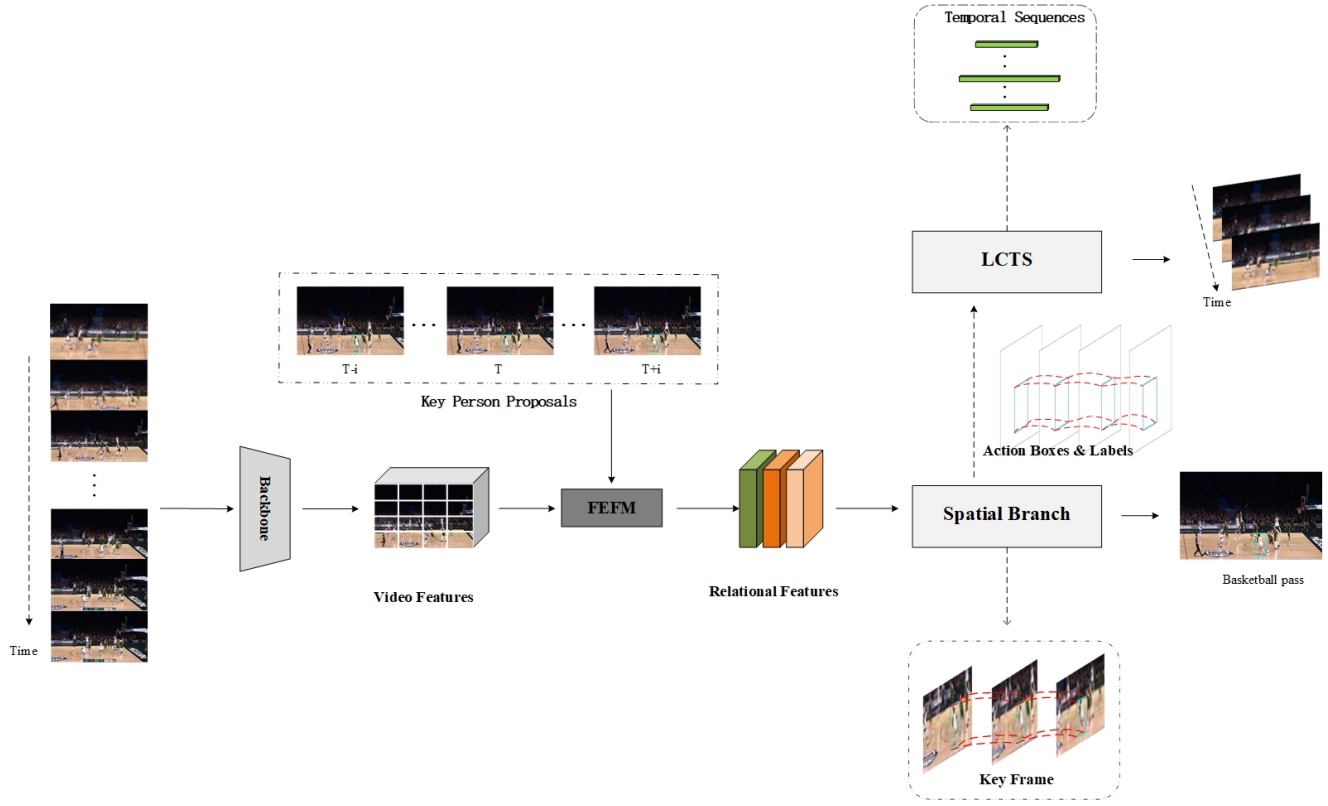 Temporal Sequences
LCTS
Time
T-i
T
T+i
Key Person Proposals
Action Boxes & Labels
Backbone
FEFM
Spatial Branch
Basketball pass
Video Features
Relational Features
Time
Key Frame